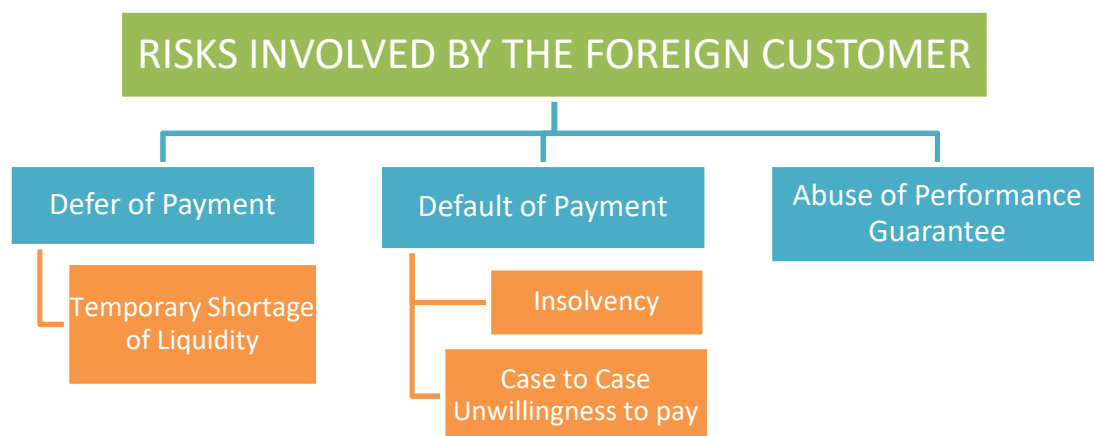 RISKS INVOLVED BY THE FOREIGN CUSTOMER
Defer of Payment
Temporary Shortage
of Liquidity
Default of Payment
Insolvency
Case to Case
Unwillingness to pay
Abuse of Performance
Guarantee